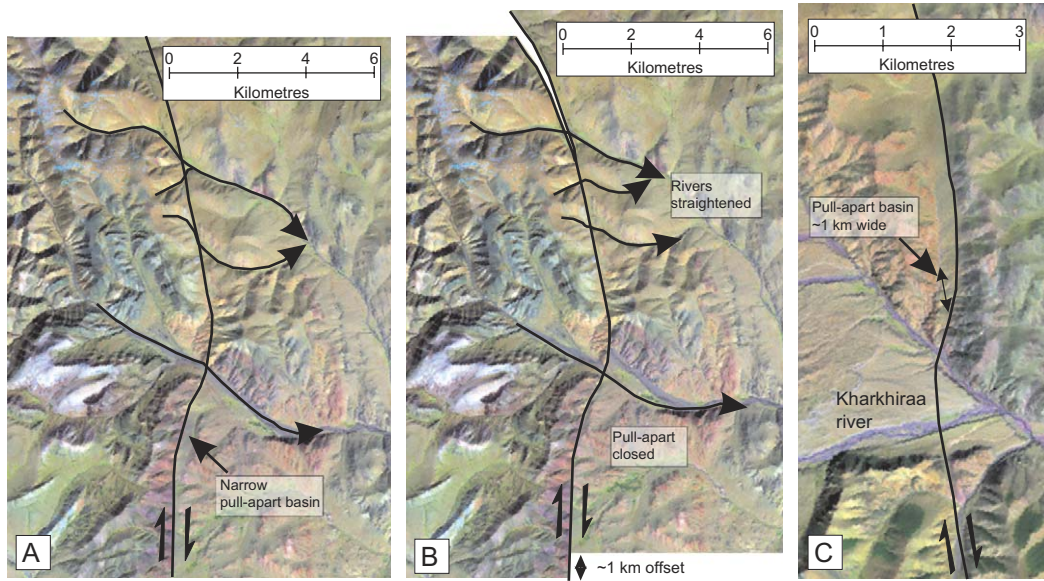 0 2 4 6
Kilometres
Narrow
pull-apart basin
A
0 2 4 6
Kilometres
Rivers
straightened
Pull-apart
closed
B
~1 km offset
0 1 2 3
Kilometres
Pull-apart basin
~1 km wide
Kharkhiraa
river
C